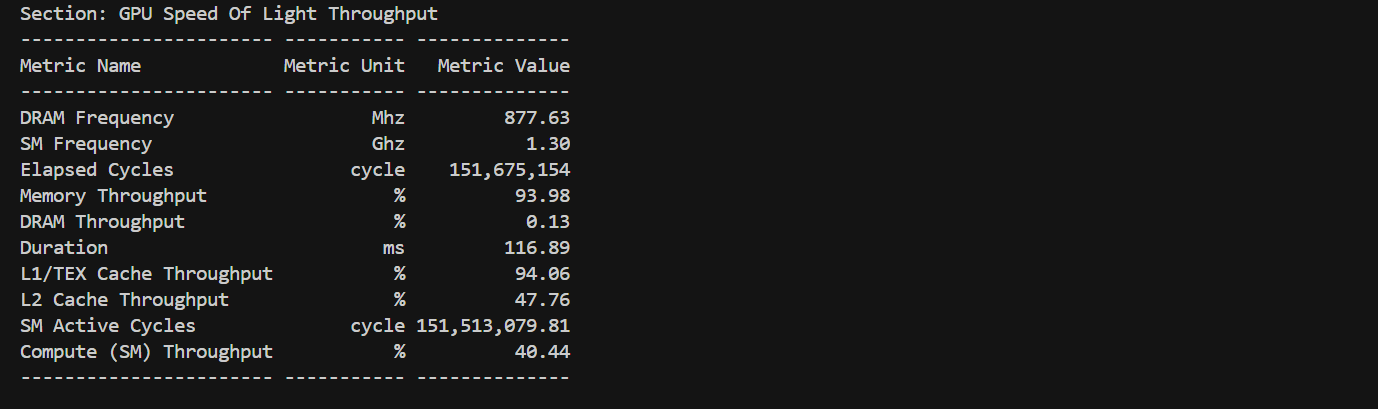 Section: GPU Speed Of Light Throughput
----------------------- ----------- --------------
Metric Name             Metric Unit   Metric Value
----------------------- ----------- --------------
DRAM Frequency                  Mhz         877.63
SM Frequency                    Ghz           1.30
Elapsed Cycles                cycle    151,675,154
Memory Throughput                 %          93.98
DRAM Throughput                   %           0.13
Duration                         ms         116.89
L1/TEX Cache Throughput           %          94.06
L2 Cache Throughput               %          47.76
SM Active Cycles              cycle 151,513,079.81
Compute (SM) Throughput           %          40.44
----------------------- ----------- --------------